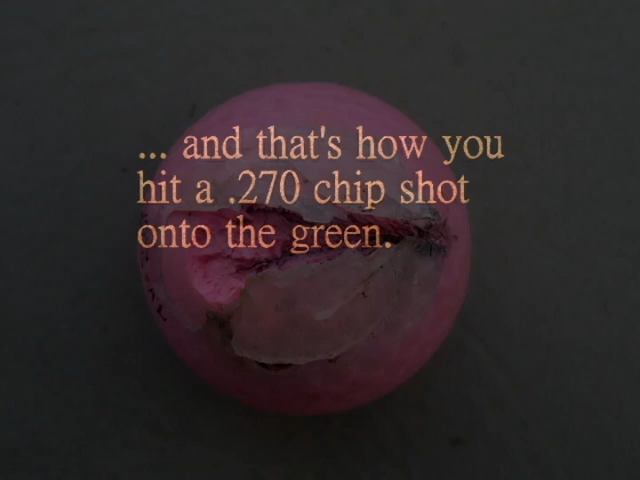 ... and that's how you
hit a .270 chip shot
onto the green.